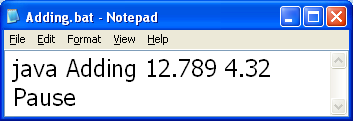 Adding.bat - Notepad
File Edit Format View Help
java Adding 12.789 4.32
Pause